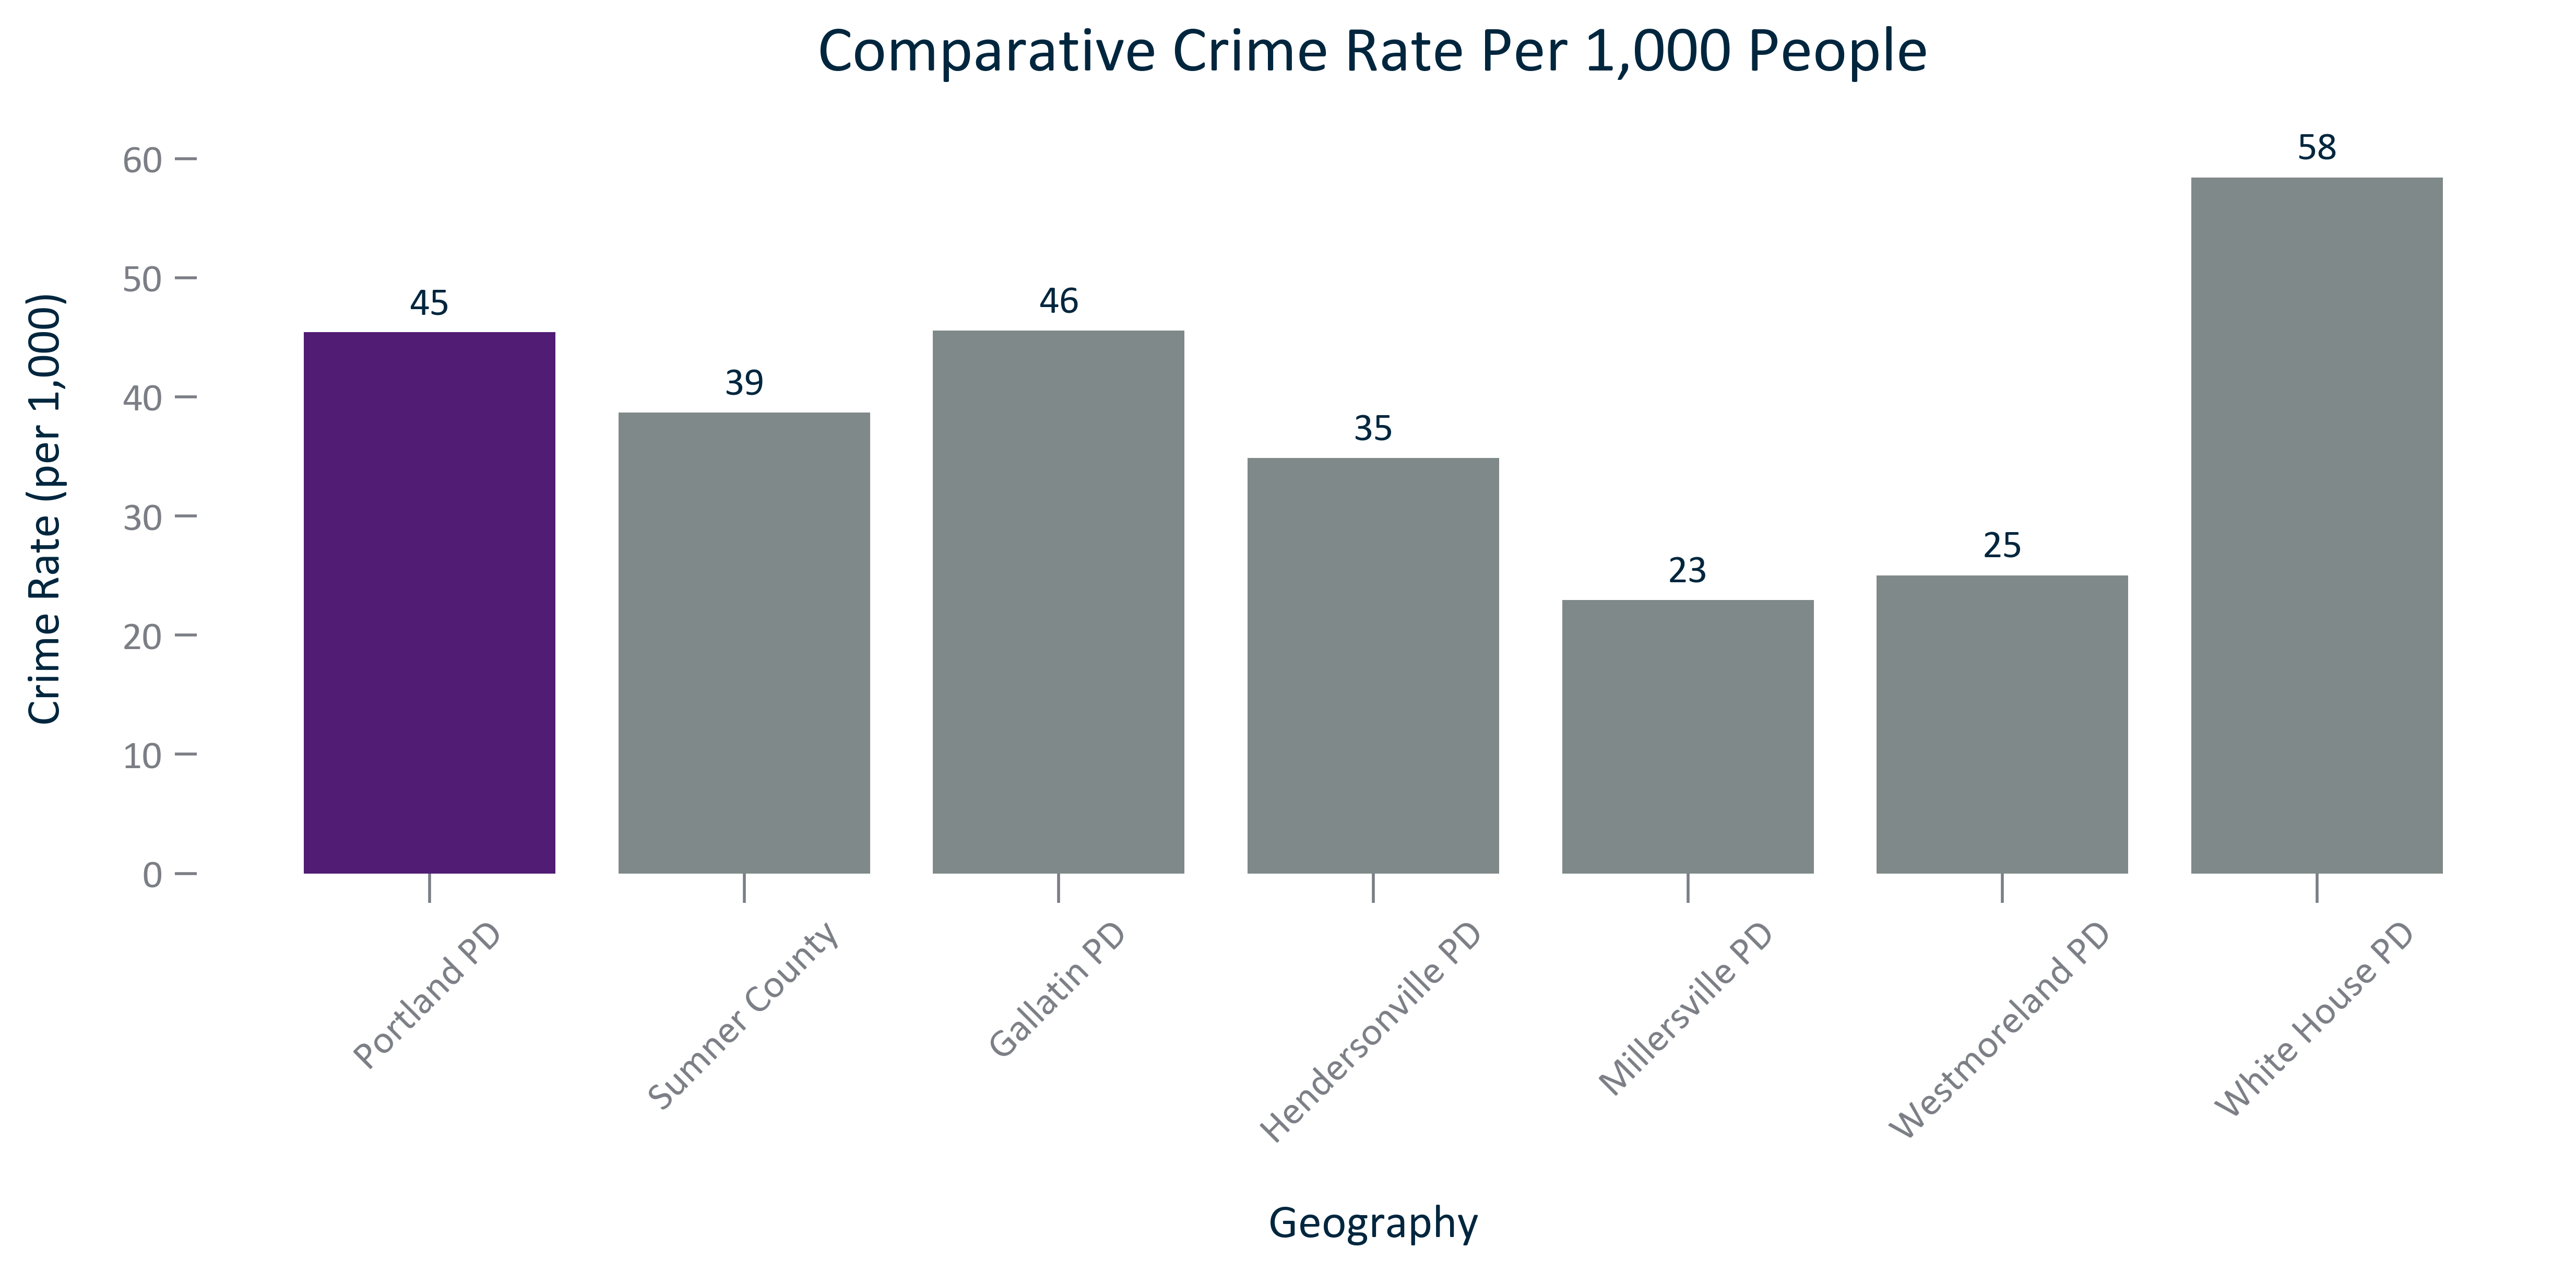 Comparative Crime Rate Per 1,000 People
Crime Rate (per 1,000)
60
50
40
30
20
10
0
45
39
46
35
23
25
58
Portland PD
Sumner County
Gallatin PD
Hendersonville PD
Millersville PD
Westmoreland PD
White House PD
Geography